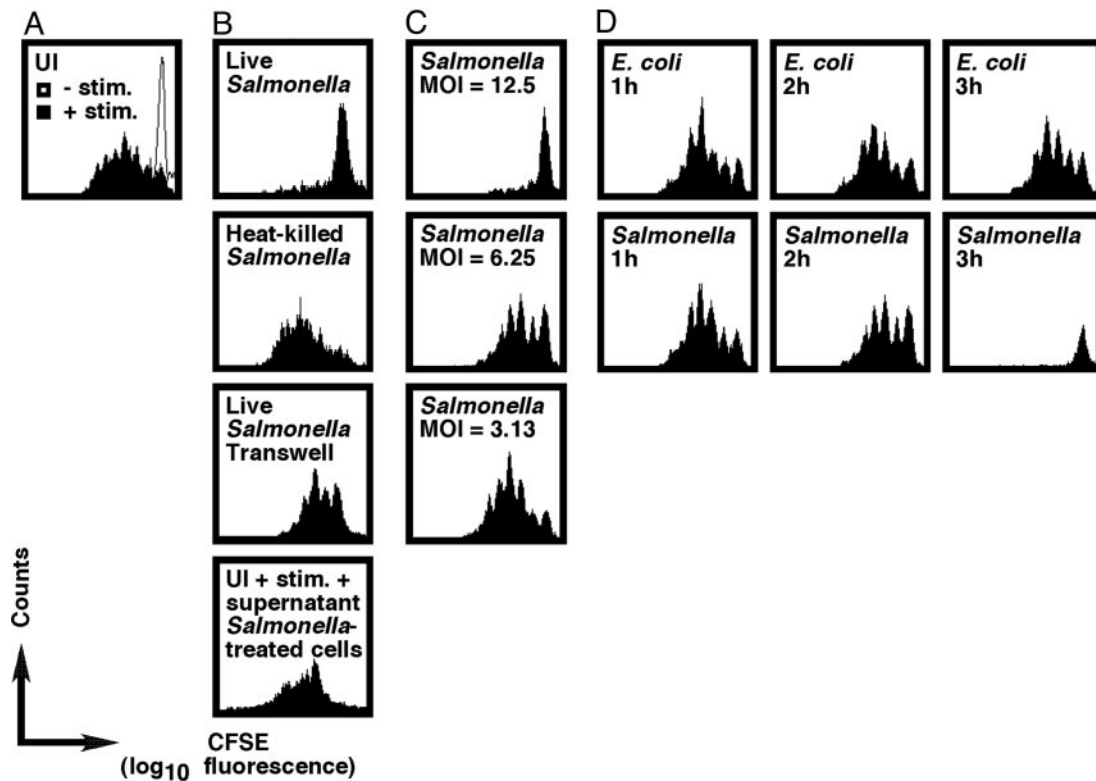 A
UI
- stim.
+ stim.
B
Live
Salmonella
Heat-killed
Salmonella
Live
Salmonella
Transwell
UI + stim. +
supernatant
Salmonella-
treated cells
C
Salmonella
MOI = 12.5
Salmonella
MOI = 6.25
Salmonella
MOI = 3.13
D
E. coli
1h
E. coli
2h
E. coli
3h
Salmonella
1h
Salmonella
2h
Salmonella
3h
Counts
CFSE
(log10 fluorescence)